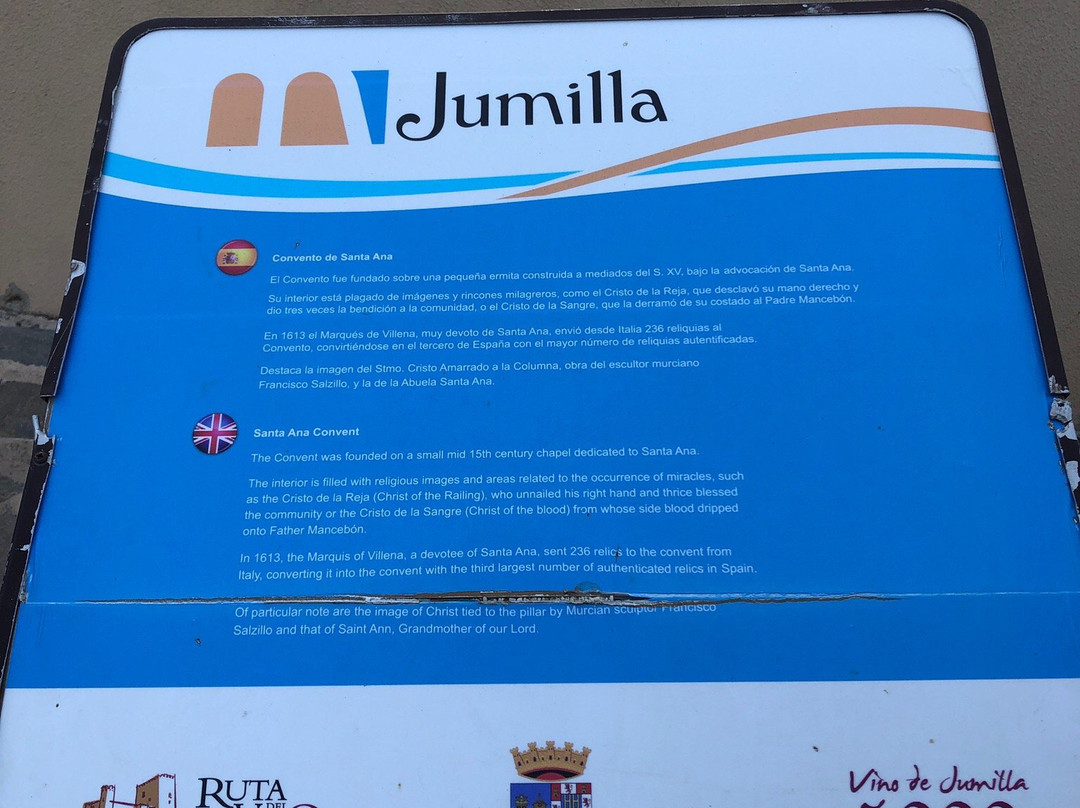 Jumilla
Convento de Santa Ana
El Convento fue fundado sobre una pequeña ermita construida a mediados del S. XV, bajo la advocación de Santa Ana.
Su interior está plagado de imágenes y rincones milagreros, como el Cristo de la Reja, que desclavó su mano derecho y
dio tres veces la bendición a la comunidad, o el Cristo de la Sangre, que la derramó de su costado al Padre Mancebón.
En 1613 el Marqués de Villena, muy devoto de Santa Ana, envió desde Italia 236 reliquias al
Convento, convirtiéndose en el tercero de España con el mayor número de reliquias autentificadas.
Destaca la imagen del Stmo. Cristo Amarrado a la Columna, obra del escultor murciano
Francisco Salzillo, y la de la Abuela Santa Ana.
Santa Ana Convent
The Convent was founded on a small mid 15th century chapel dedicated to Santa Ana.
The interior is filled with religious images and areas related to the occurrence of miracles, such
as the Cristo de la Reja (Christ of the Railing), who unnailed his right hand and thrice blessed
the community or the Cristo de la Sangre (Christ of the blood) from whose side blood dripped
onto Father Mancebón.
In 1613, the Marquis of Villena, a devotee of Santa Ana, sent 236 relics to the convent from
Italy, converting it into the convent with the third largest number of authenticated relics in Spain.
Of particular note are the image of Christ tied to the pillar by Murcian sculptor Francisco
Salzillo and that of Saint Ann, Grandmother of our Lord.
RUTA
DEL
Vino de Jumilla